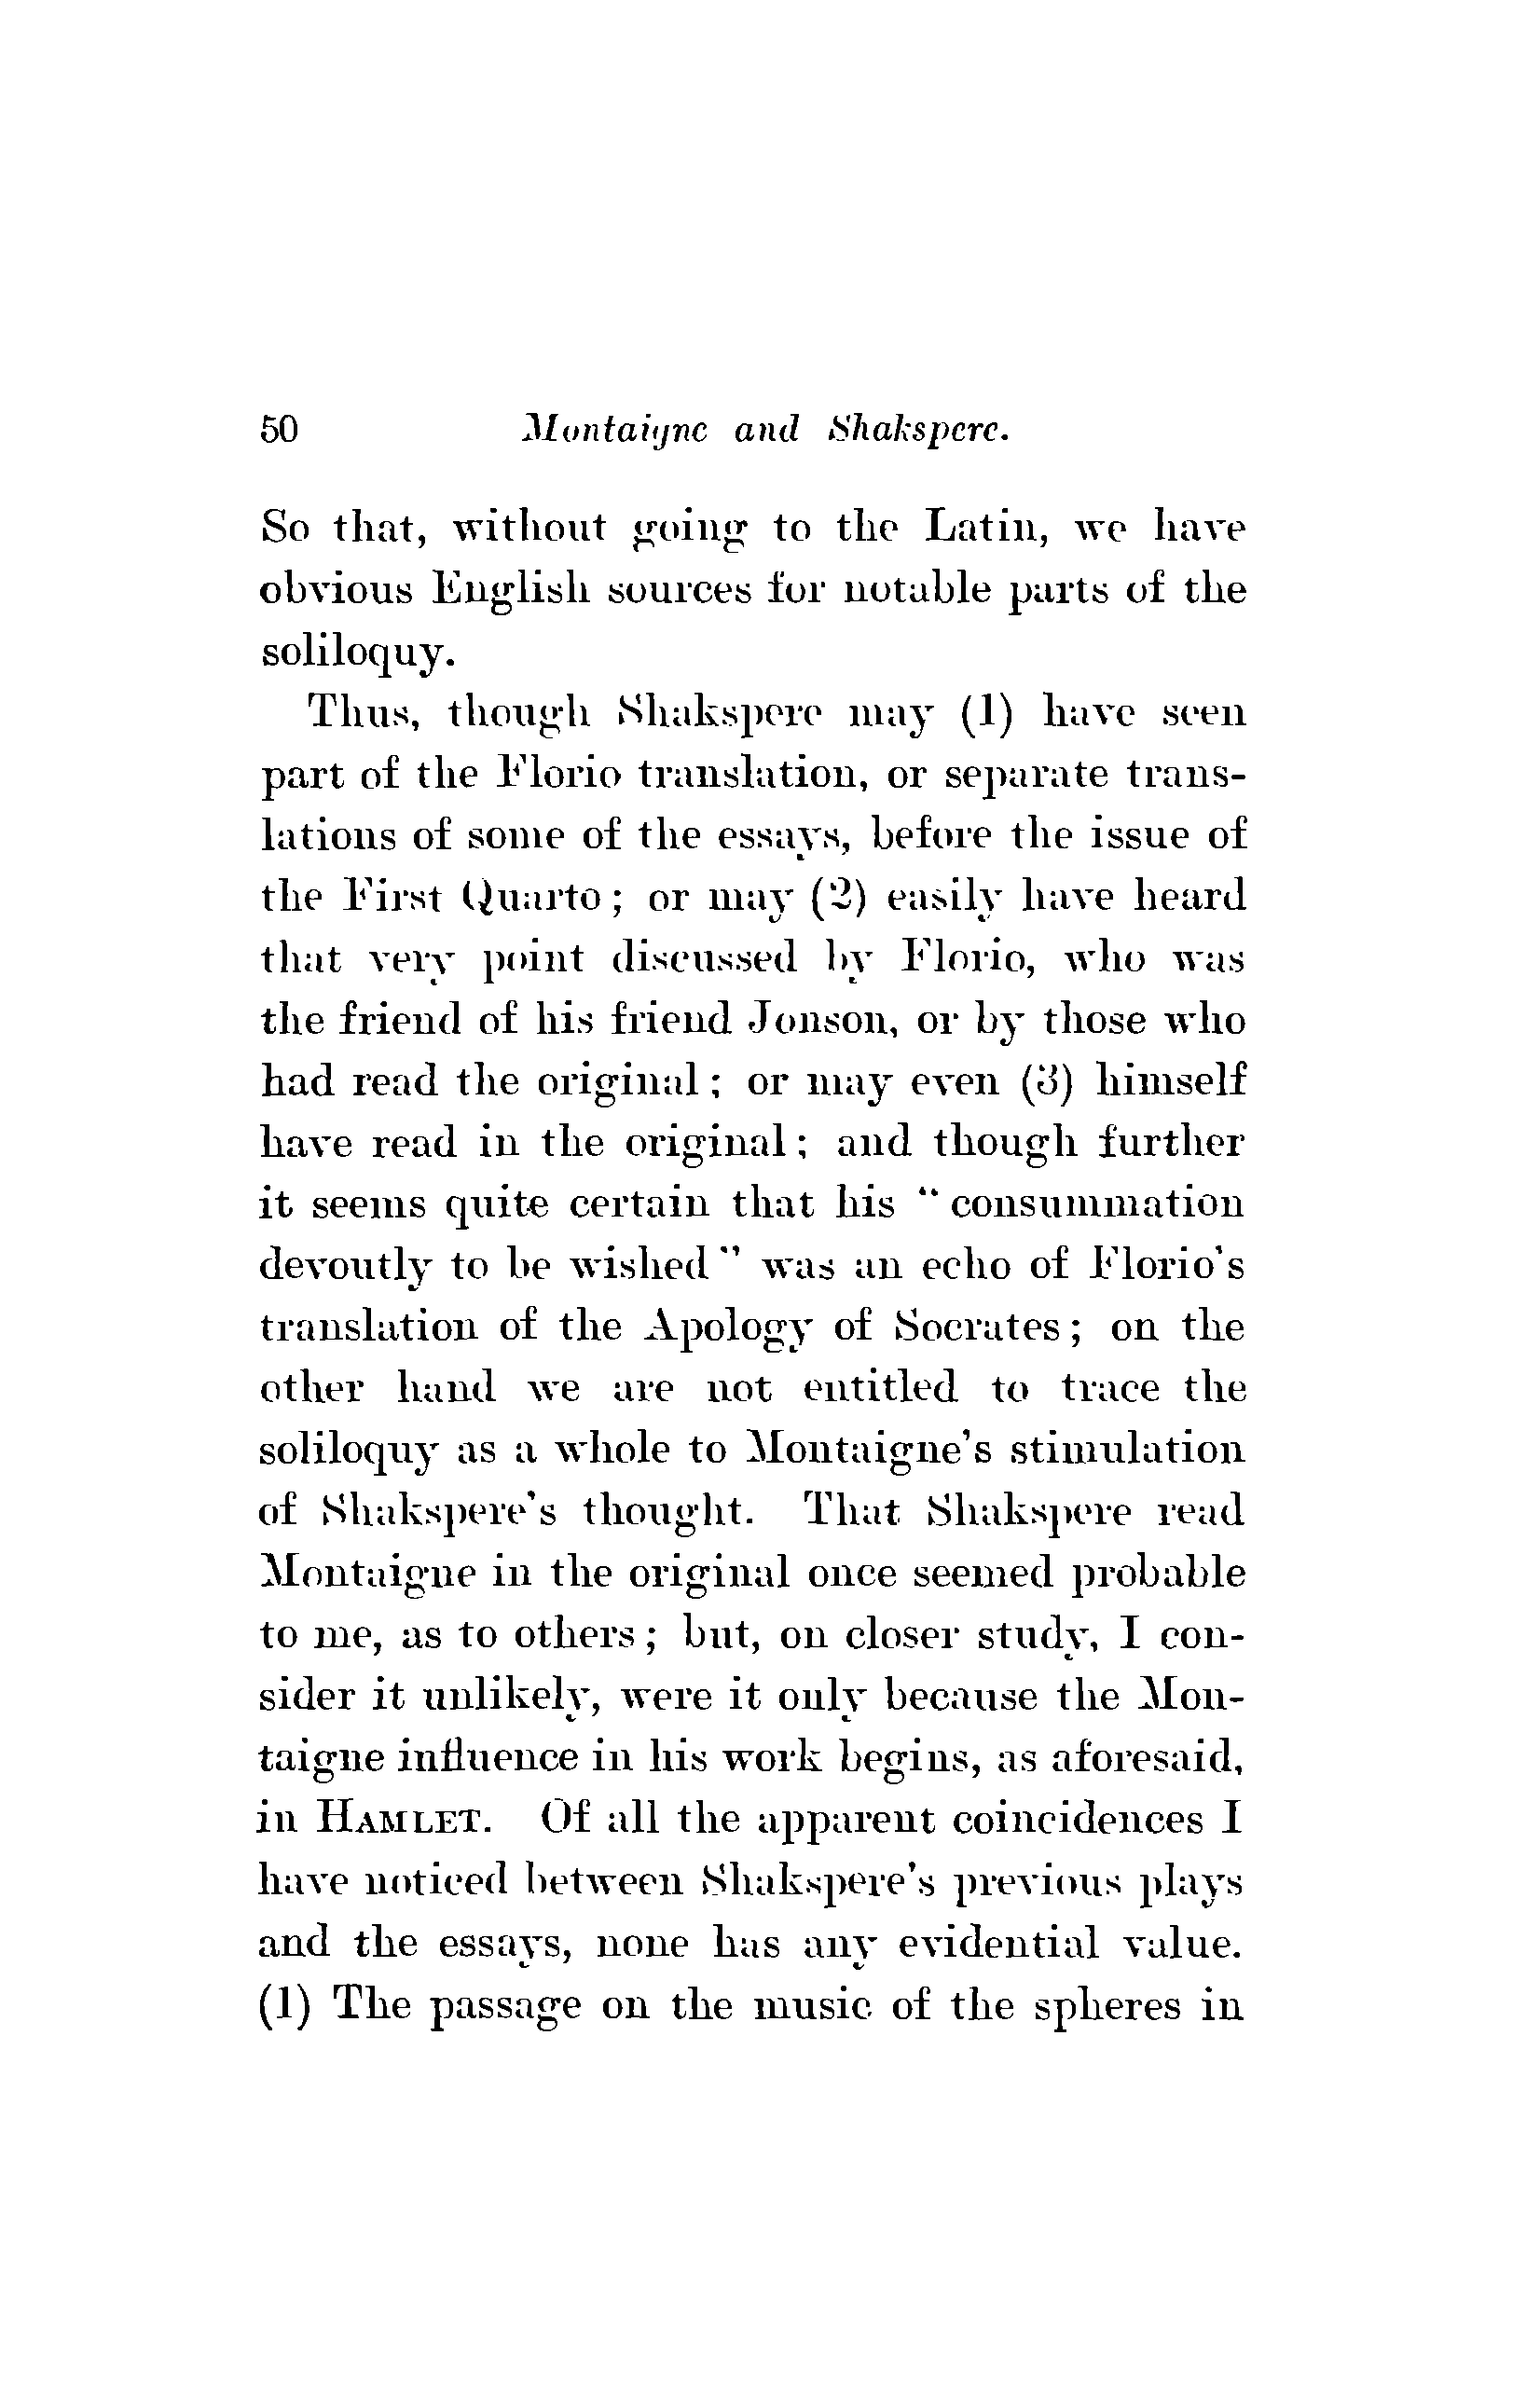 50 Montaigne and Shakspere.
So that, without going to the Latin, we have
obvious English sources for notable parts of the
soliloquy.
Thus, though Shakspere may (1) have seen
part of the Florio translation, or separate trans-
lations of some of the essays, before the issue of
the First Quarto; or may (2) easily have heard
that very point discussed by Florio, who was
the friend of his friend Jonson, or by those who
had read the original; or may even (3) himself
have read in the original; and though further
it seems quite certain that his "consummation
devoutly to be wished" was an echo of Florio's
translation of the Apology of Socrates; on the
other hand we are not entitled to trace the
soliloquy as a whole to Montaigne's stimulation
of Shakspere's thought. That Shakspere read
Montaigne in the original once seemed probable
to me, as to others; but, on closer study, I con-
sider it unlikely, were it only because the Mon-
taigne influence in his work begins, as aforesaid,
in HAMLET. Of all the apparent coincidences I
have noticed between Shakspere's previous plays
and the essays, none has any evidential value.
(1) The passage on the music of the spheres in